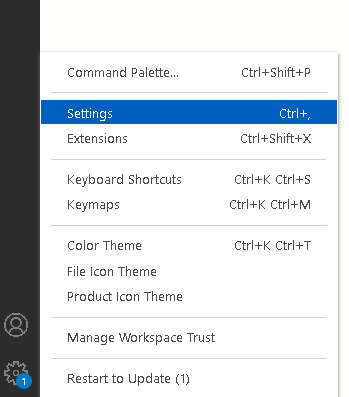 Command Palette... Ctrl+Shift+P
Settings Ctrl+,
Extensions Ctrl+Shift+X
Keyboard Shortcuts Ctrl+K Ctrl+S
Keymaps Ctrl+K Ctrl+M
Color Theme Ctrl+K Ctrl+T
File Icon Theme
Product Icon Theme
Manage Workspace Trust
Restart to Update (1)
1